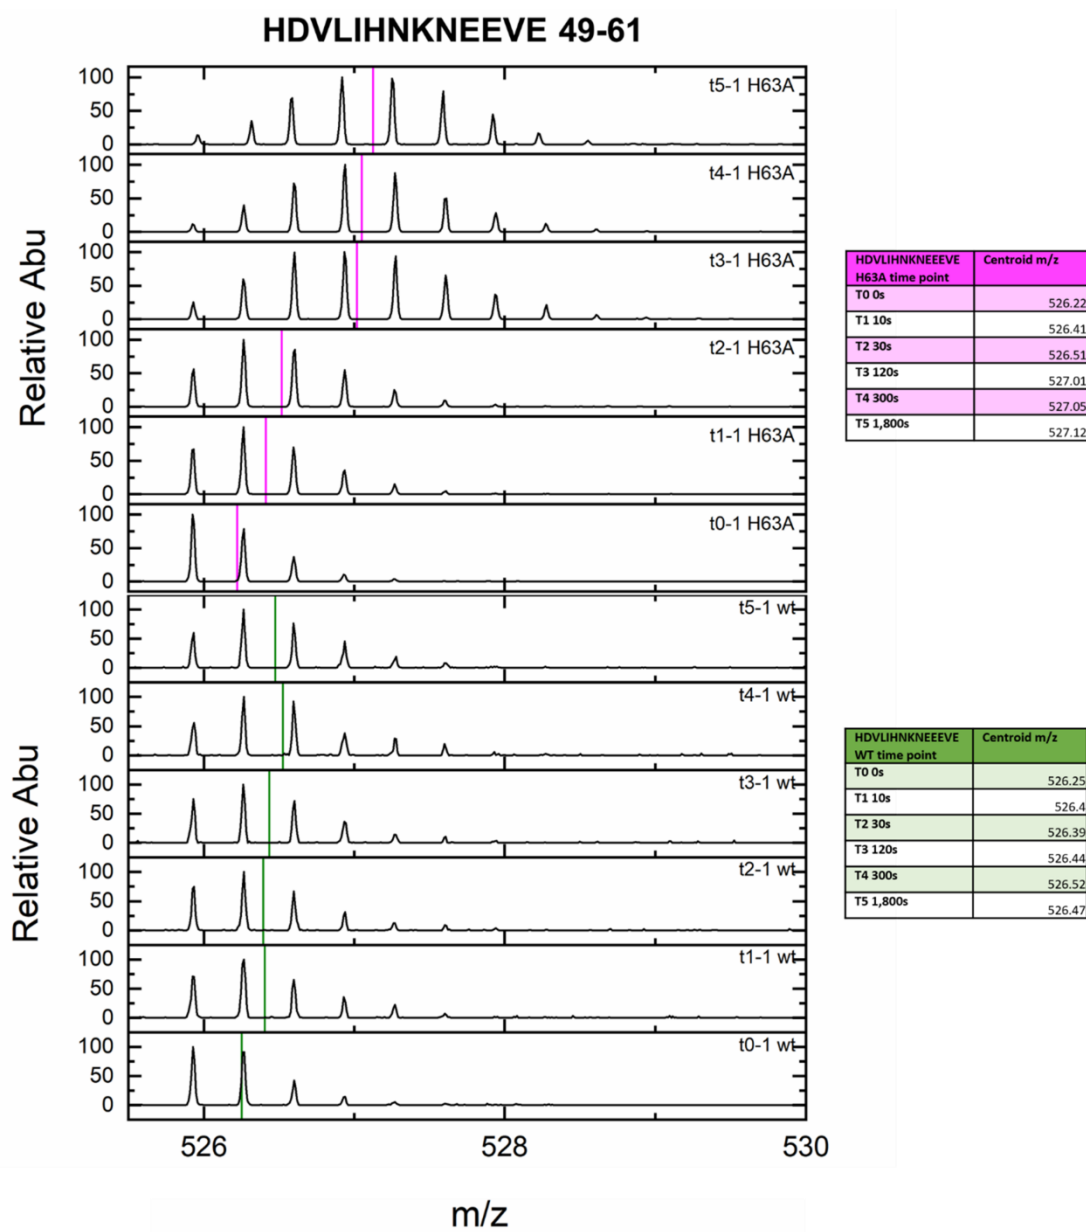 HDVLIHNKNEEVE 49-61
Relative Abu
100
50
0
t5-1 H63A
100
50
0
t4-1 H63A
100
50
0
t3-1 H63A
100
50
0
t2-1 H63A
100
50
0
t1-1 H63A
100
50
0
t0-1 H63A
Relative Abu
100
50
0
t5-1 wt
100
50
0
t4-1 wt
100
50
0
t3-1 wt
100
50
0
t2-1 wt
100
50
0
t1-1 wt
100
50
0
t0-1 wt
526 528 530
m/z
HDVLIHNKNEEEVE Centroid m/z
H63A time point
T0 0s 526.22
T1 10s 526.41
T2 30s 526.51
T3 120s 527.01
T4 300s 527.05
T5 1,800s 527.12
HDVLIHNKNEEEVE Centroid m/z
WT time point
T0 0s 526.25
T1 10s 526.4
T2 30s 526.39
T3 120s 526.44
T4 300s 526.52
T5 1,800s 526.47